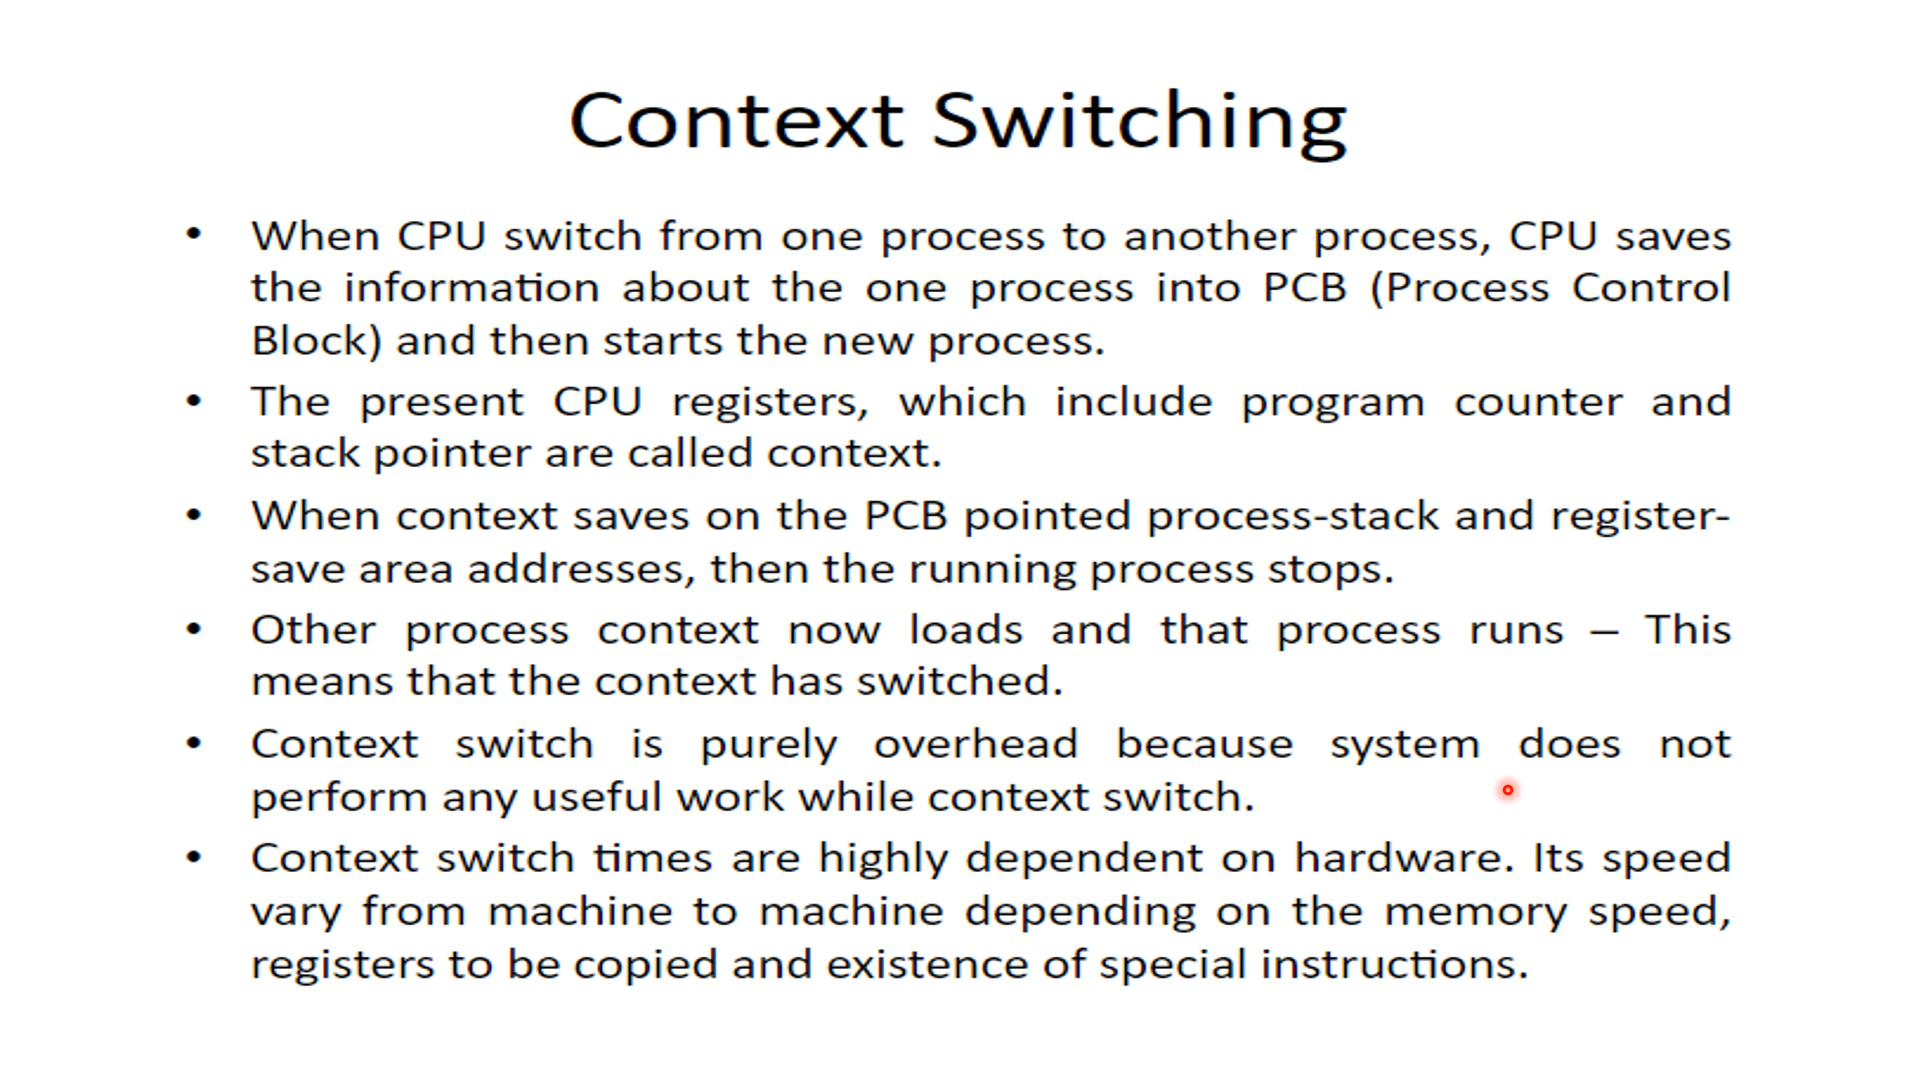 Context Switching
• When CPU switch from one process to another process, CPU saves
the information about the one process into PCB (Process Control
Block) and then starts the new process.
• The present CPU registers, which include program counter and
stack pointer are called context.
• When context saves on the PCB pointed process-stack and register-
save area addresses, then the running process stops.
• Other process context now loads and that process runs – This
means that the context has switched.
• Context switch is purely overhead because system does not
perform any useful work while context switch.
• Context switch times are highly dependent on hardware. Its speed
vary from machine to machine depending on the memory speed,
registers to be copied and existence of special instructions.